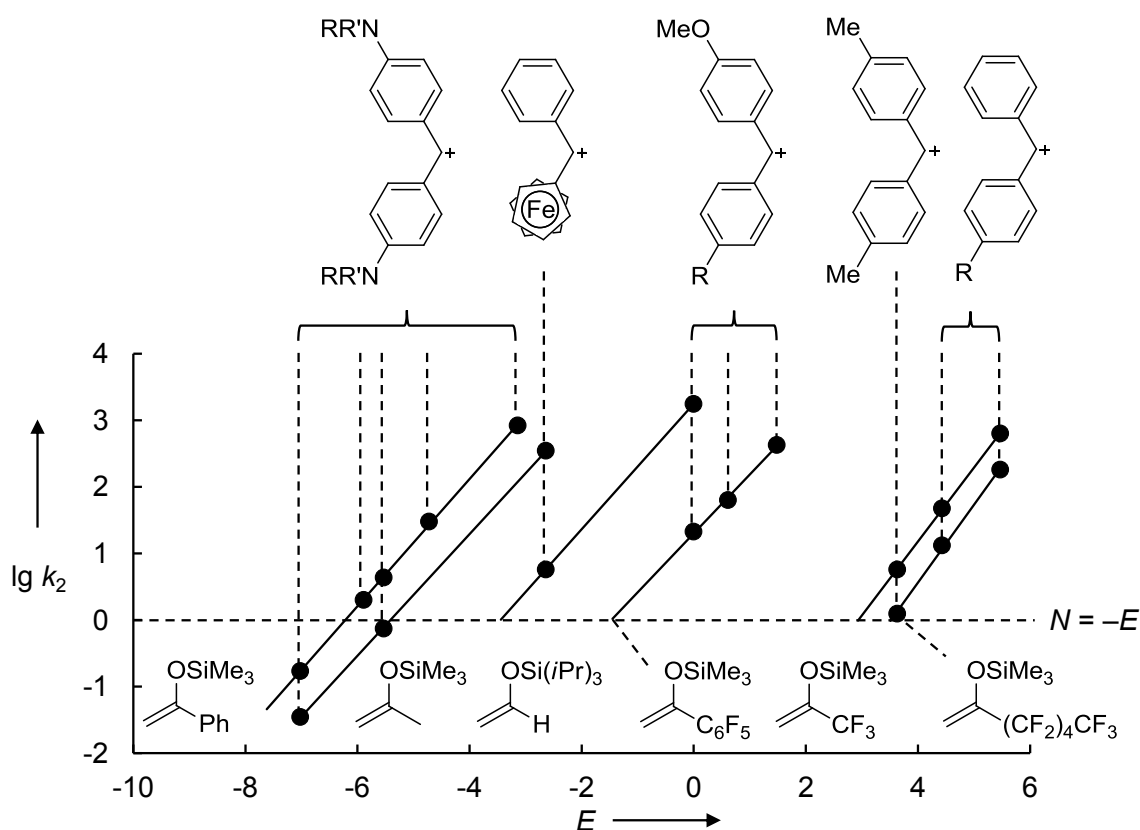 RR'N
MeO
Me
+
+
+
+
+
Fe
RR'N
R
Me
R
4
3
2
1
0
-1
-2
lg k₂
N = –E
OSiMe₃
Ph
OSiMe₃
OSi(iPr)₃
H
OSiMe₃
C₆F₅
OSiMe₃
CF₃
OSiMe₃
(CF₂)₄CF₃
-10 -8 -6 -4 -2 0 2 4 6
E